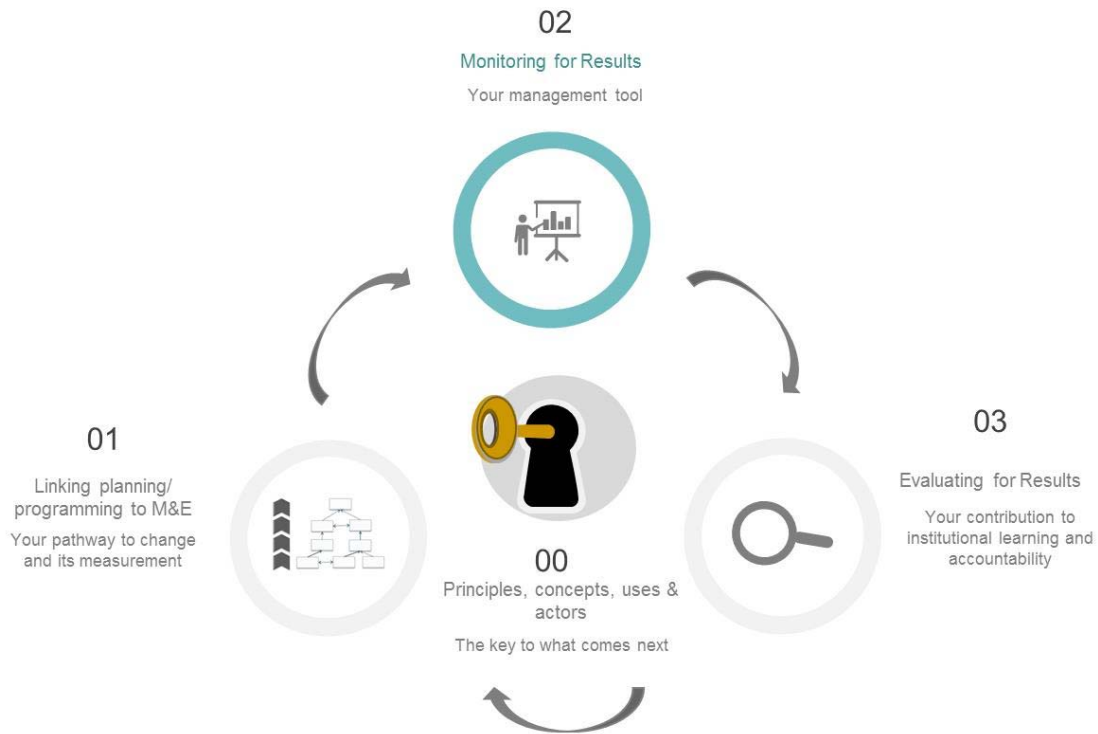 02
Monitoring for Results
Your management tool
01
Linking planning/
programming to M&E
Your pathway to change
and its measurement
03
Evaluating for Results
Your contribution to
institutional learning and
accountability
00
Principles, concepts, uses &
actors
The key to what comes next